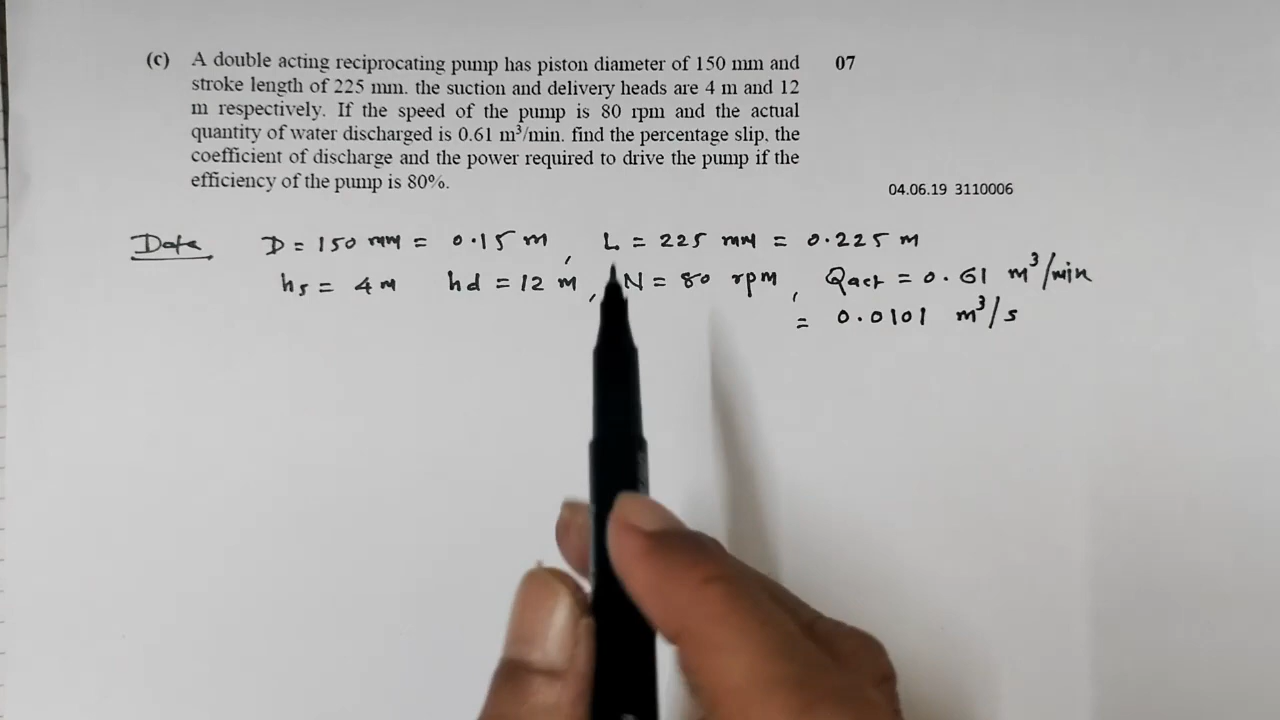 (c) A double acting reciprocating pump has piston diameter of 150 mm and 07
stroke length of 225 mm. the suction and delivery heads are 4 m and 12
m respectively. If the speed of the pump is 80 rpm and the actual
quantity of water discharged is 0.61 m³/min. find the percentage slip, the
coefficient of discharge and the power required to drive the pump if the
efficiency of the pump is 80%.
04.06.19 3110006
Data D = 150 mm = 0.15 m, L = 225 mm = 0.225 m
hs = 4 m hd = 12 m, N = 80 rpm, Qact = 0.61 m³/min
= 0.0101 m³/s